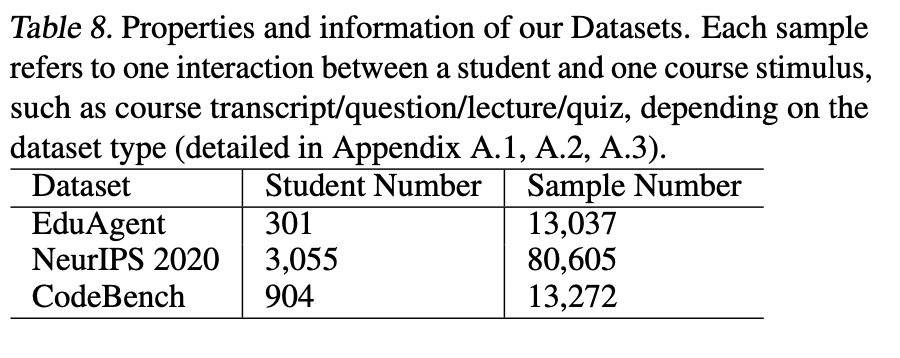 Table 8. Properties and information of our Datasets. Each sample
refers to one interaction between a student and one course stimulus,
such as course transcript/question/lecture/quiz, depending on the
dataset type (detailed in Appendix A.1, A.2, A.3).
Dataset Student Number Sample Number
EduAgent 301 13,037
NeurIPS 2020 3,055 80,605
CodeBench 904 13,272